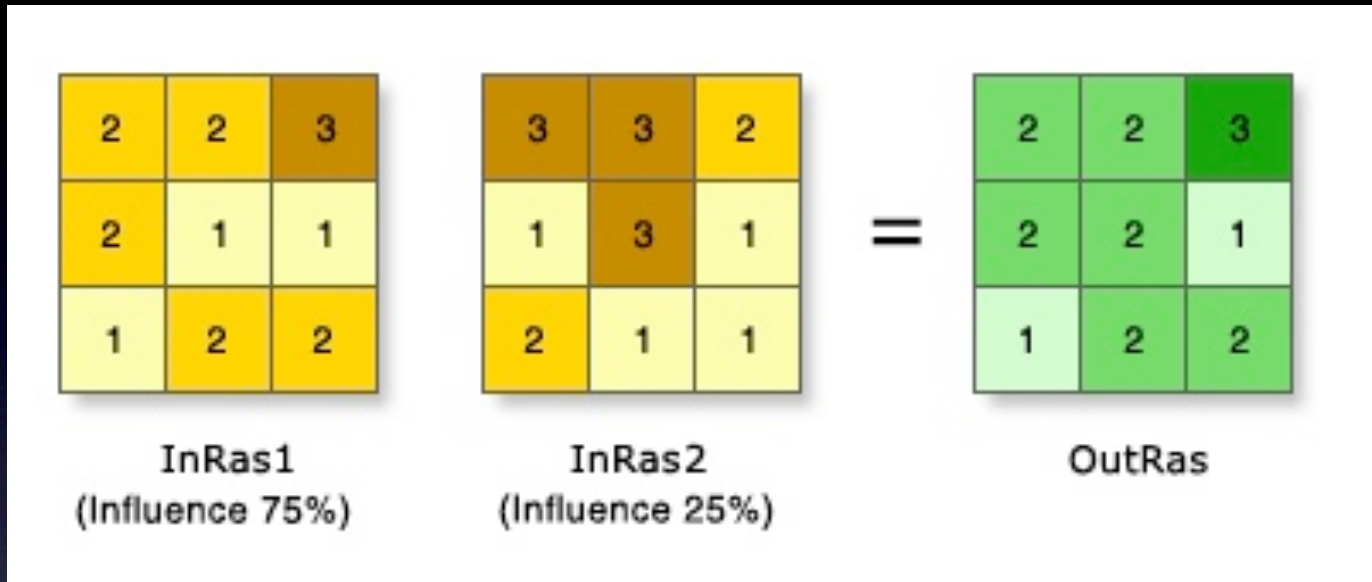 2 2 3 3 3 2 2 2 3
2 1 1 1 3 1 = 2 2 1
1 2 2 2 1 1 1 2 2
InRas1 InRas2 OutRas
(Influence 75%) (Influence 25%)